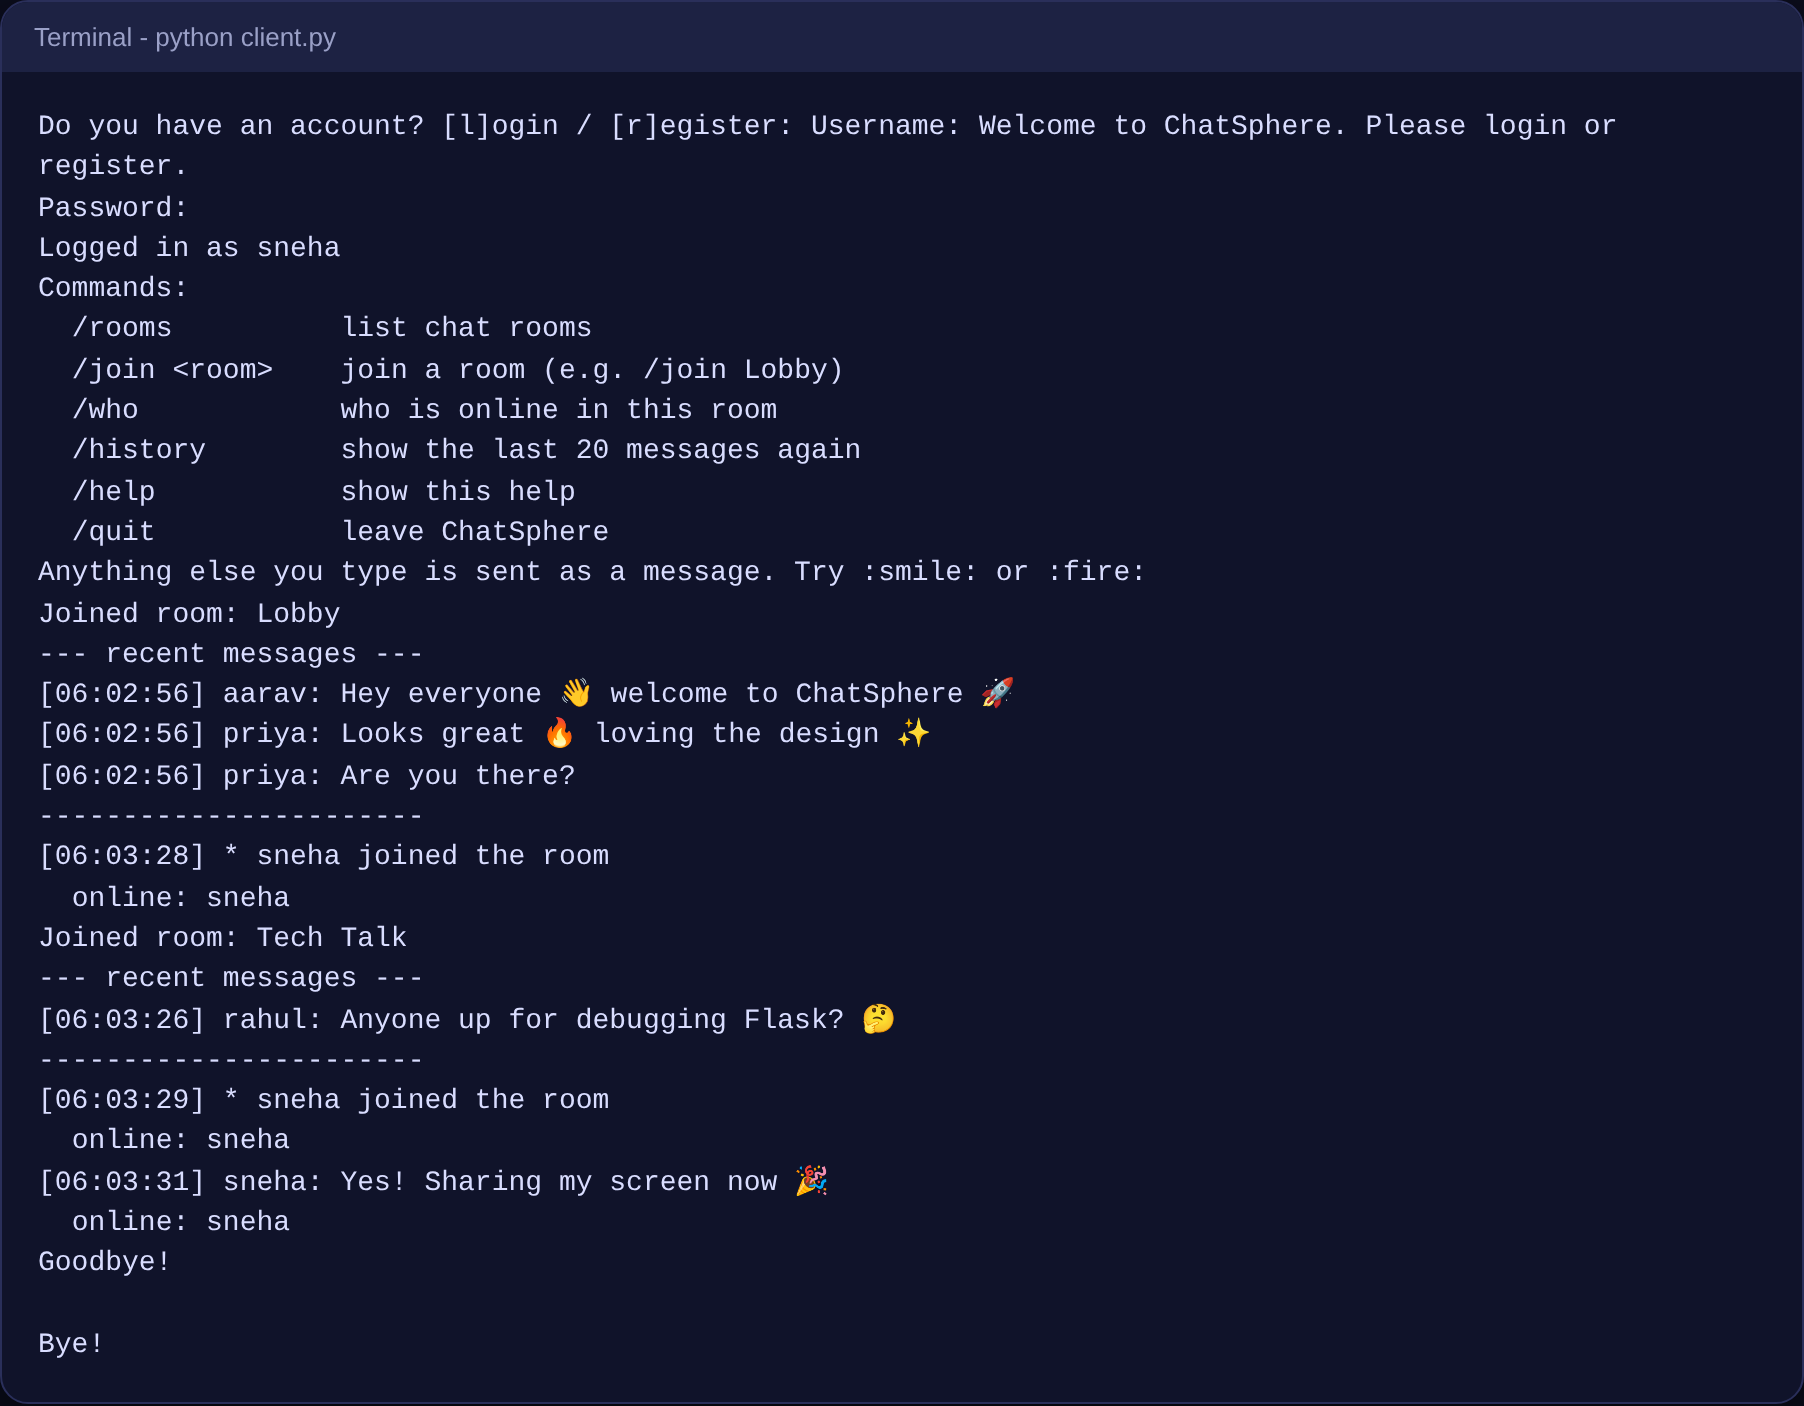 Terminal - python client.py
Do you have an account? [l]ogin / [r]egister: Username: Welcome to ChatSphere. Please login or
register.
Password:
Logged in as sneha
Commands:
  /rooms          list chat rooms
  /join <room>    join a room (e.g. /join Lobby)
  /who            who is online in this room
  /history        show the last 20 messages again
  /help           show this help
  /quit           leave ChatSphere
Anything else you type is sent as a message. Try :smile: or :fire:
Joined room: Lobby
--- recent messages ---
[06:02:56] aarav: Hey everyone 👋 welcome to ChatSphere 🚀
[06:02:56] priya: Looks great 🔥 loving the design ✨
[06:02:56] priya: Are you there?
-----------------------
[06:03:28] * sneha joined the room
  online: sneha
Joined room: Tech Talk
--- recent messages ---
[06:03:26] rahul: Anyone up for debugging Flask? 🤔
-----------------------
[06:03:29] * sneha joined the room
  online: sneha
[06:03:31] sneha: Yes! Sharing my screen now 🎉
  online: sneha
Goodbye!

Bye!